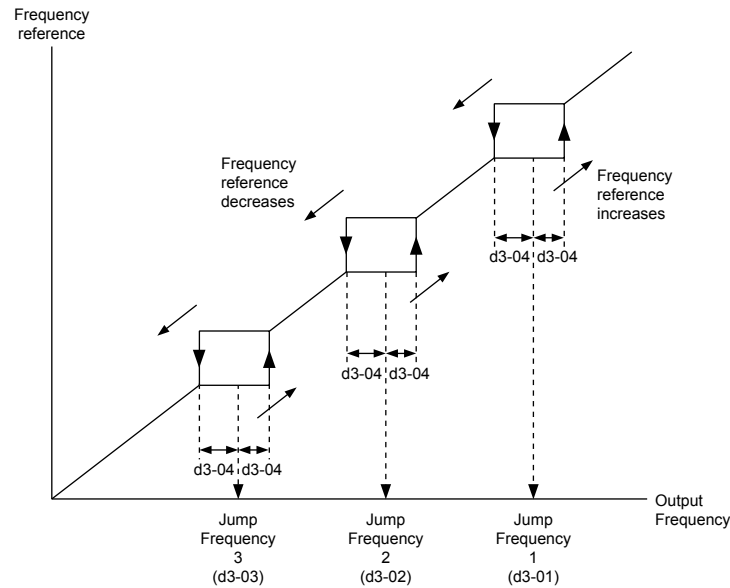 Frequency
reference
Frequency
reference
decreases
Frequency
reference
increases
d3-04 d3-04
d3-04 d3-04
d3-04 d3-04
Output
Frequency
Jump
Frequency
3
(d3-03)
Jump
Frequency
2
(d3-02)
Jump
Frequency
1
(d3-01)